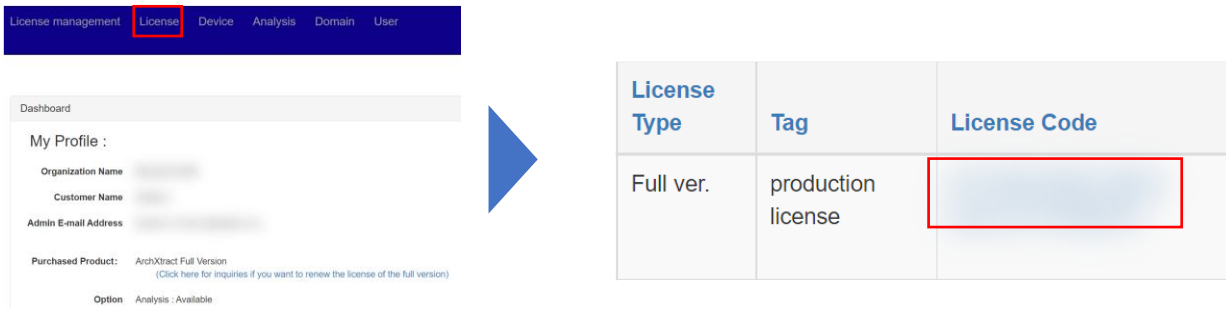 License management License Device Analysis Domain User
Dashboard
My Profile :
Organization Name
Customer Name
Admin E-mail Address
Purchased Product: ArchXtract Full Version
(Click here for inquiries if you want to renew the license of the full version)
Option Analysis : Available
License
Type
Tag
License Code
Full ver.
production
license